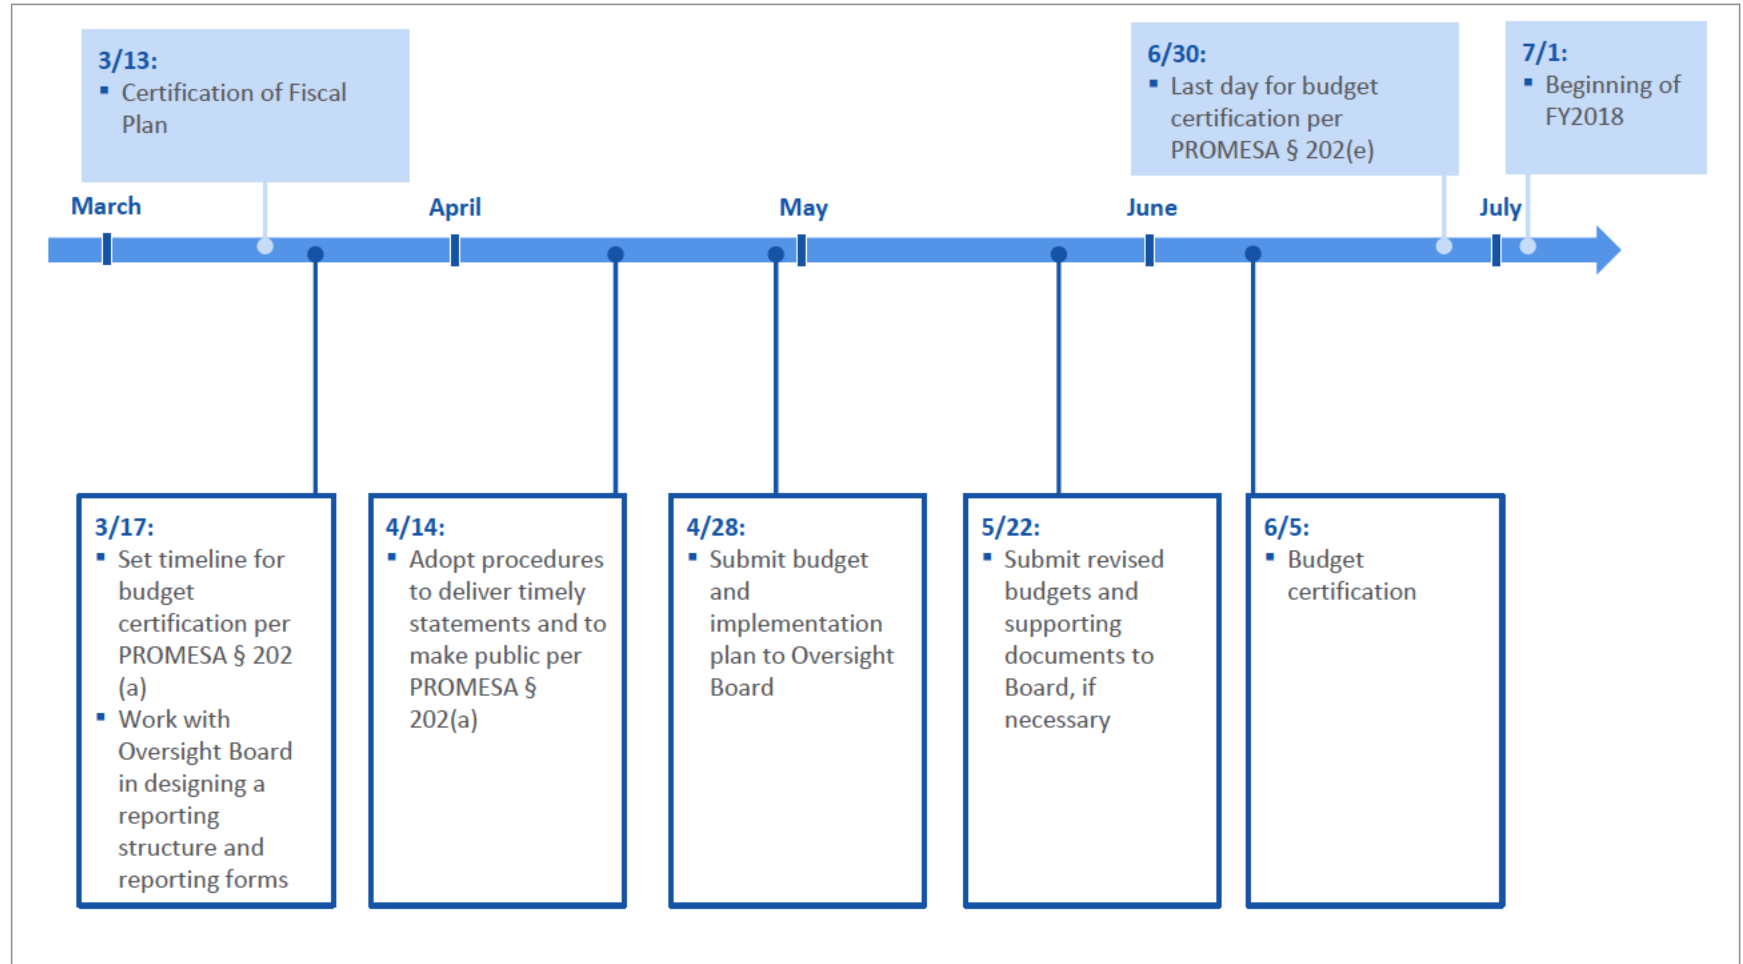 3/13:
▪ Certification of Fiscal
Plan
6/30:
▪ Last day for budget
certification per
PROMESA § 202(e)
7/1:
▪ Beginning of
FY2018
March
April
May
June
July
3/17:
▪ Set timeline for
budget
certification per
PROMESA § 202
(a)
▪ Work with
Oversight Board
in designing a
reporting
structure and
reporting forms
4/14:
▪ Adopt procedures
to deliver timely
statements and to
make public per
PROMESA §
202(a)
4/28:
▪ Submit budget
and
implementation
plan to Oversight
Board
5/22:
▪ Submit revised
budgets and
supporting
documents to
Board, if
necessary
6/5:
▪ Budget
certification